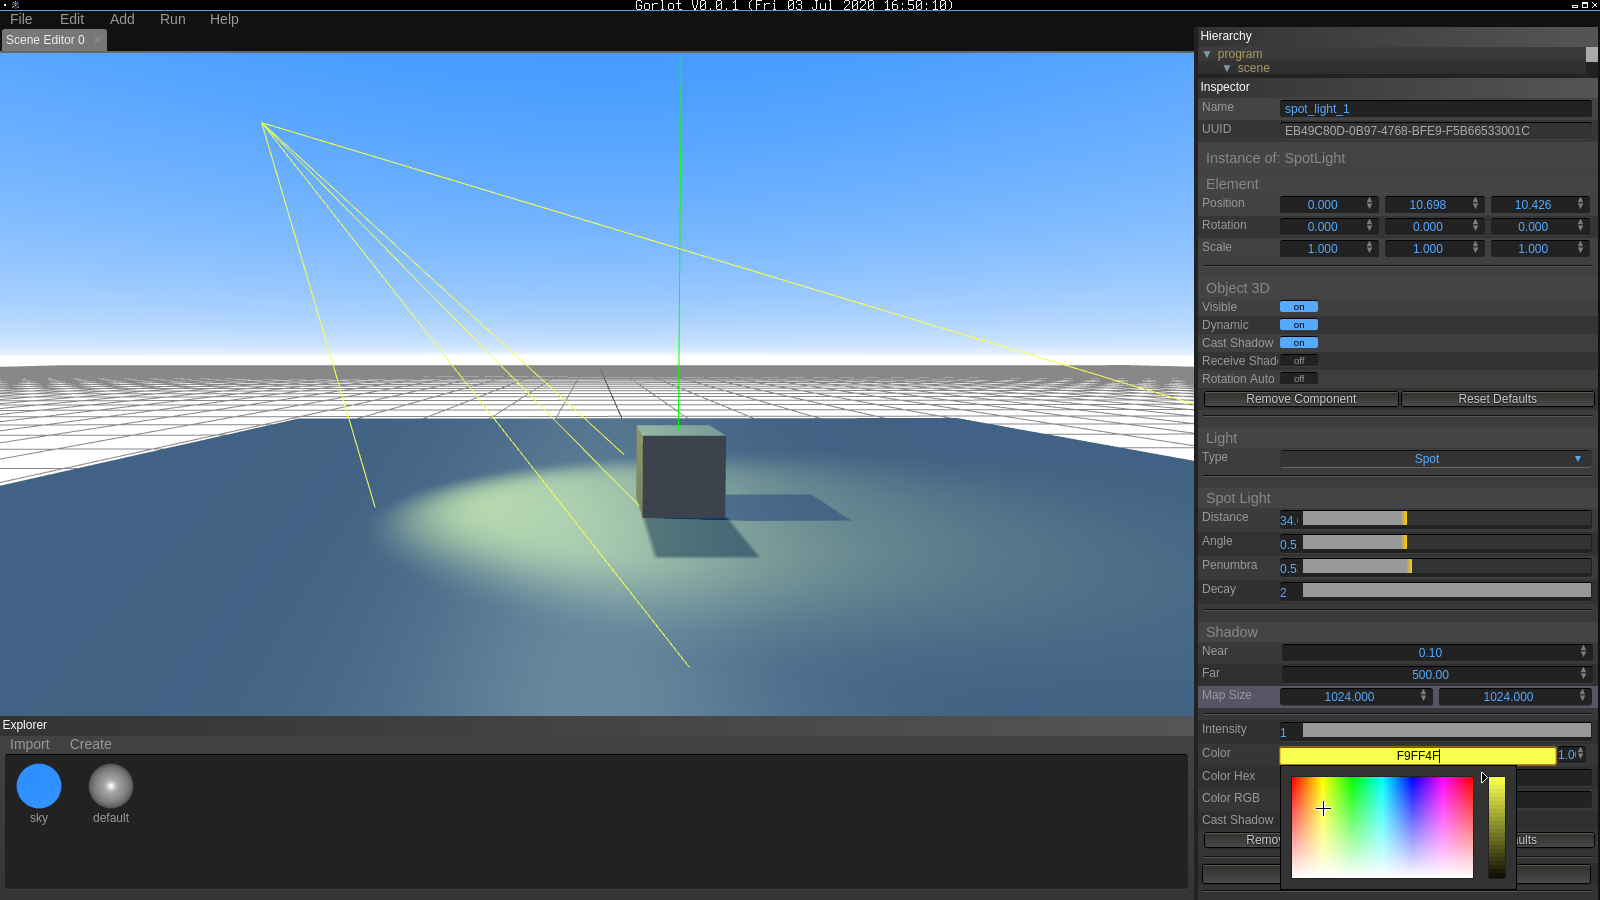 Gorlot V0.0.1 (Fri 03 Jul 2020 16:50:10)
File Edit Add Run Help
Scene Editor 0
Hierarchy
program
scene
Inspector
Name spot_light_1
UUID EB49C80D-0B97-4768-BFE9-F5B66533001C
Instance of: SpotLight
Element
Position 0.000 10.698 10.426
Rotation 0.000 0.000 0.000
Scale 1.000 1.000 1.000
Object 3D
Visible on
Dynamic on
Cast Shadow on
Receive Shad off
Rotation Auto off
Remove Component Reset Defaults
Light
Type Spot
Spot Light
Distance 34.
Angle 0.5
Penumbra 0.5
Decay 2
Shadow
Near 0.10
Far 500.00
Map Size 1024.000 1024.000
Intensity 1
Color F9FF4F 1.0
Color Hex
Color RGB
Cast Shadow
Remov aults
Explorer
Import Create
sky default